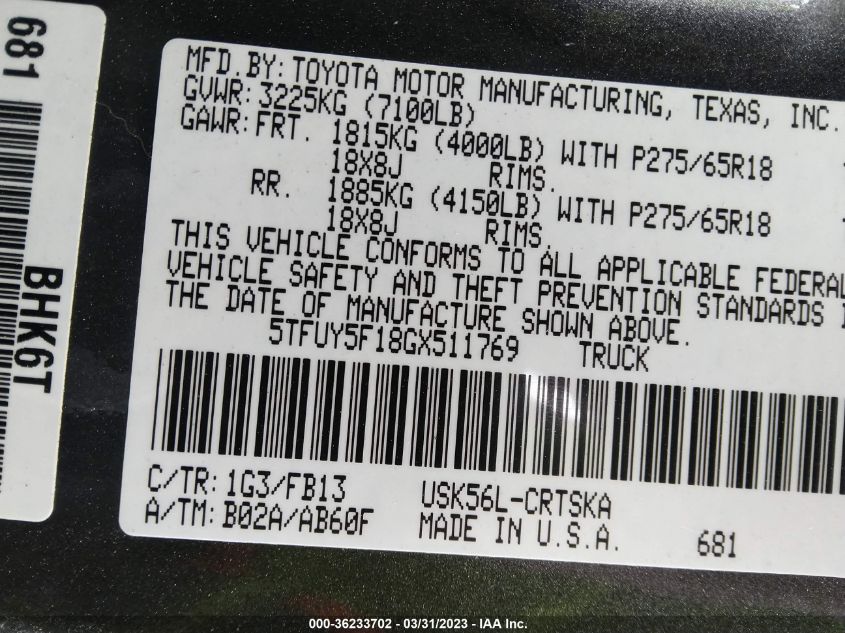 681
BHK6T
MFD.BY: TOYOTA MOTOR MANUFACTURING, TEXAS, INC.
GVWR: 3225KG (7100LB)
GAWR: FRT. 1815KG (4000LB) WITH P275/65R18
18X8J RIMS.
RR. 1885KG (4150LB) WITH P275/65R18
18X8J RIMS.
THIS VEHICLE CONFORMS TO ALL APPLICABLE FEDERAL
VEHICLE SAFETY AND THEFT PREVENTION STANDARDS
THE DATE OF MANUFACTURE SHOWN ABOVE.
5TFUY5F18GX511769 TRUCK
C/TR: 1G3/FB13 USK56L-CRTSKA
A/TM: B02A/AB60F MADE IN U.S.A. 681
000-36233702 - 03/31/2023 - IAA Inc.